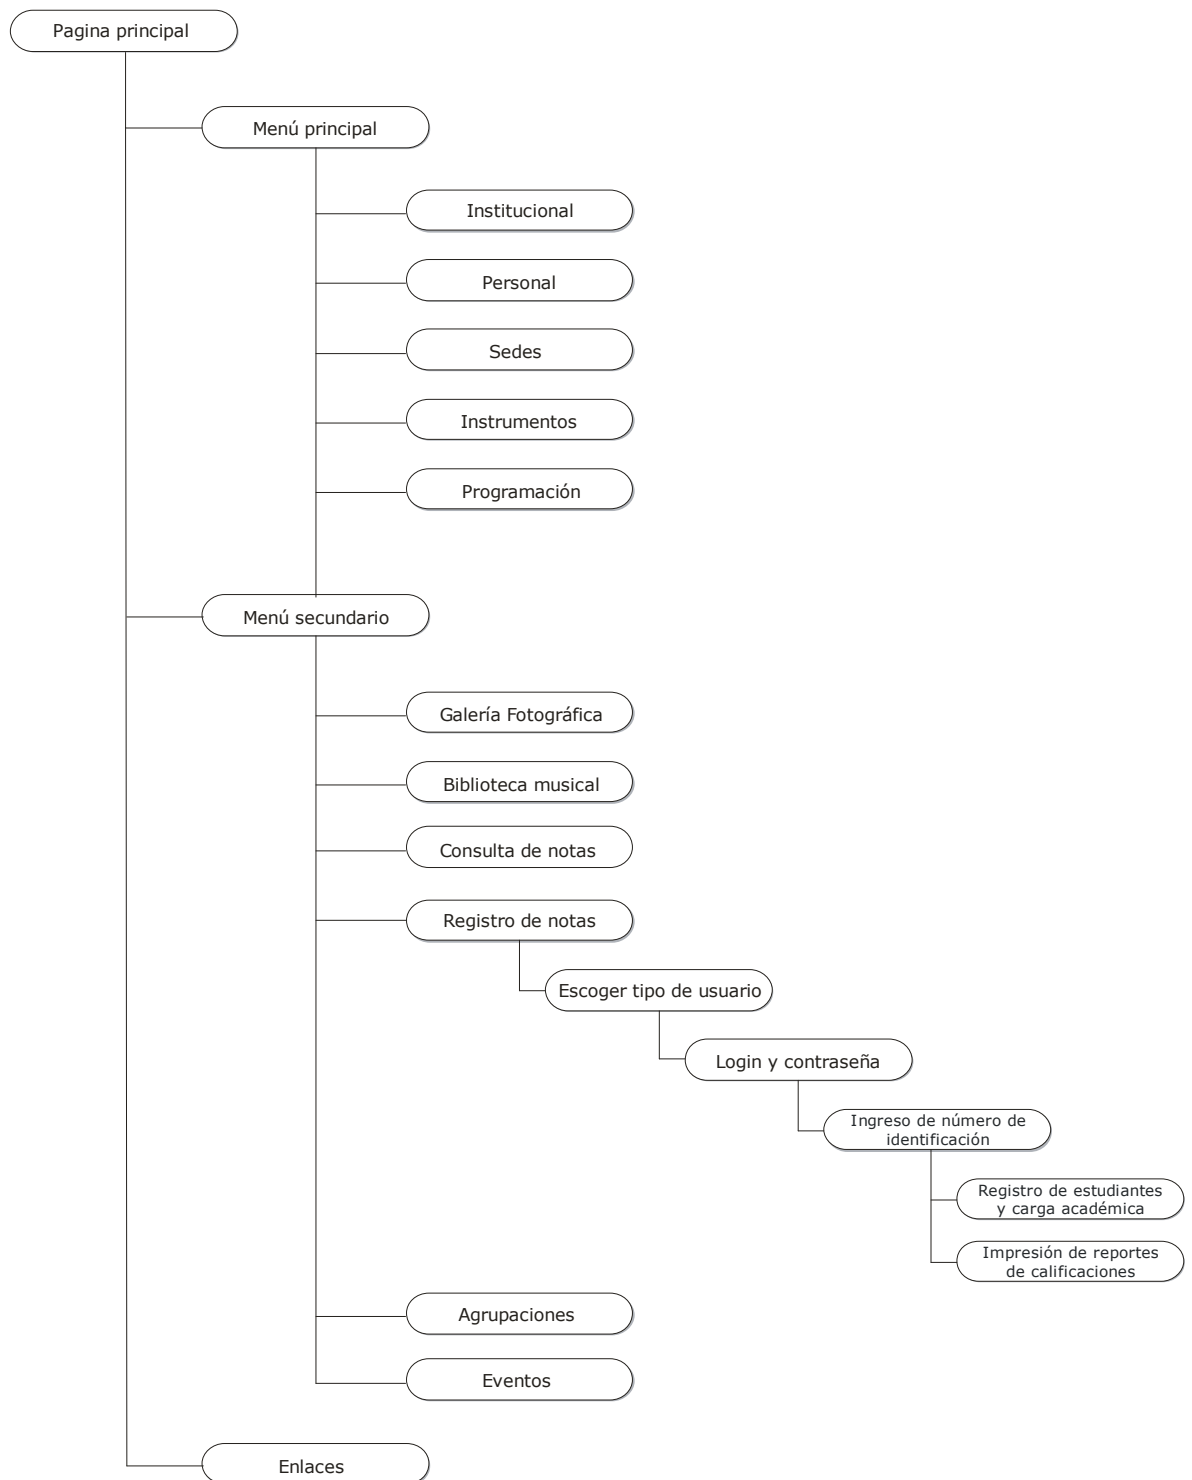 Pagina principal
Menú principal
Institucional
Personal
Sedes
Instrumentos
Programación
Menú secundario
Galería Fotográfica
Biblioteca musical
Consulta de notas
Registro de notas
Escoger tipo de usuario
Login y contraseña
Ingreso de número de
identificación
Registro de estudiantes
y carga académica
Impresión de reportes
de calificaciones
Agrupaciones
Eventos
Enlaces